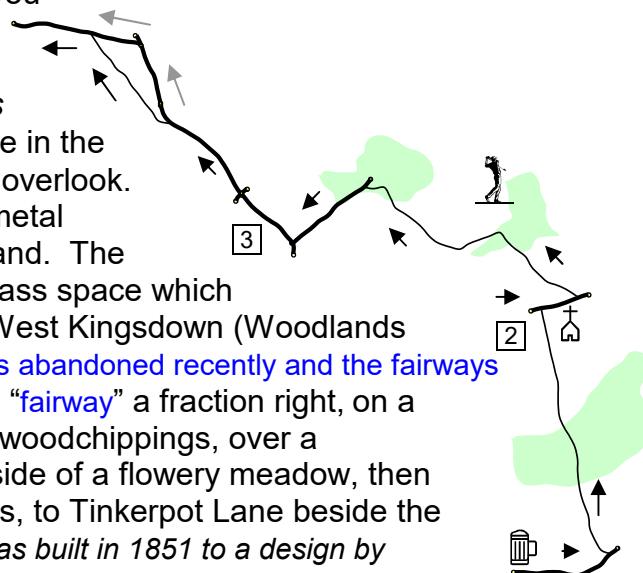 you
s
e in the
overlook.
metal
and. The
ass space which
West Kingsdown (Woodlands
s abandoned recently and the fairways
“fairway” a fraction right, on a
woodchippings, over a
side of a flowery meadow, then
s, to Tinkerpot Lane beside the
as built in 1851 to a design by
3
2